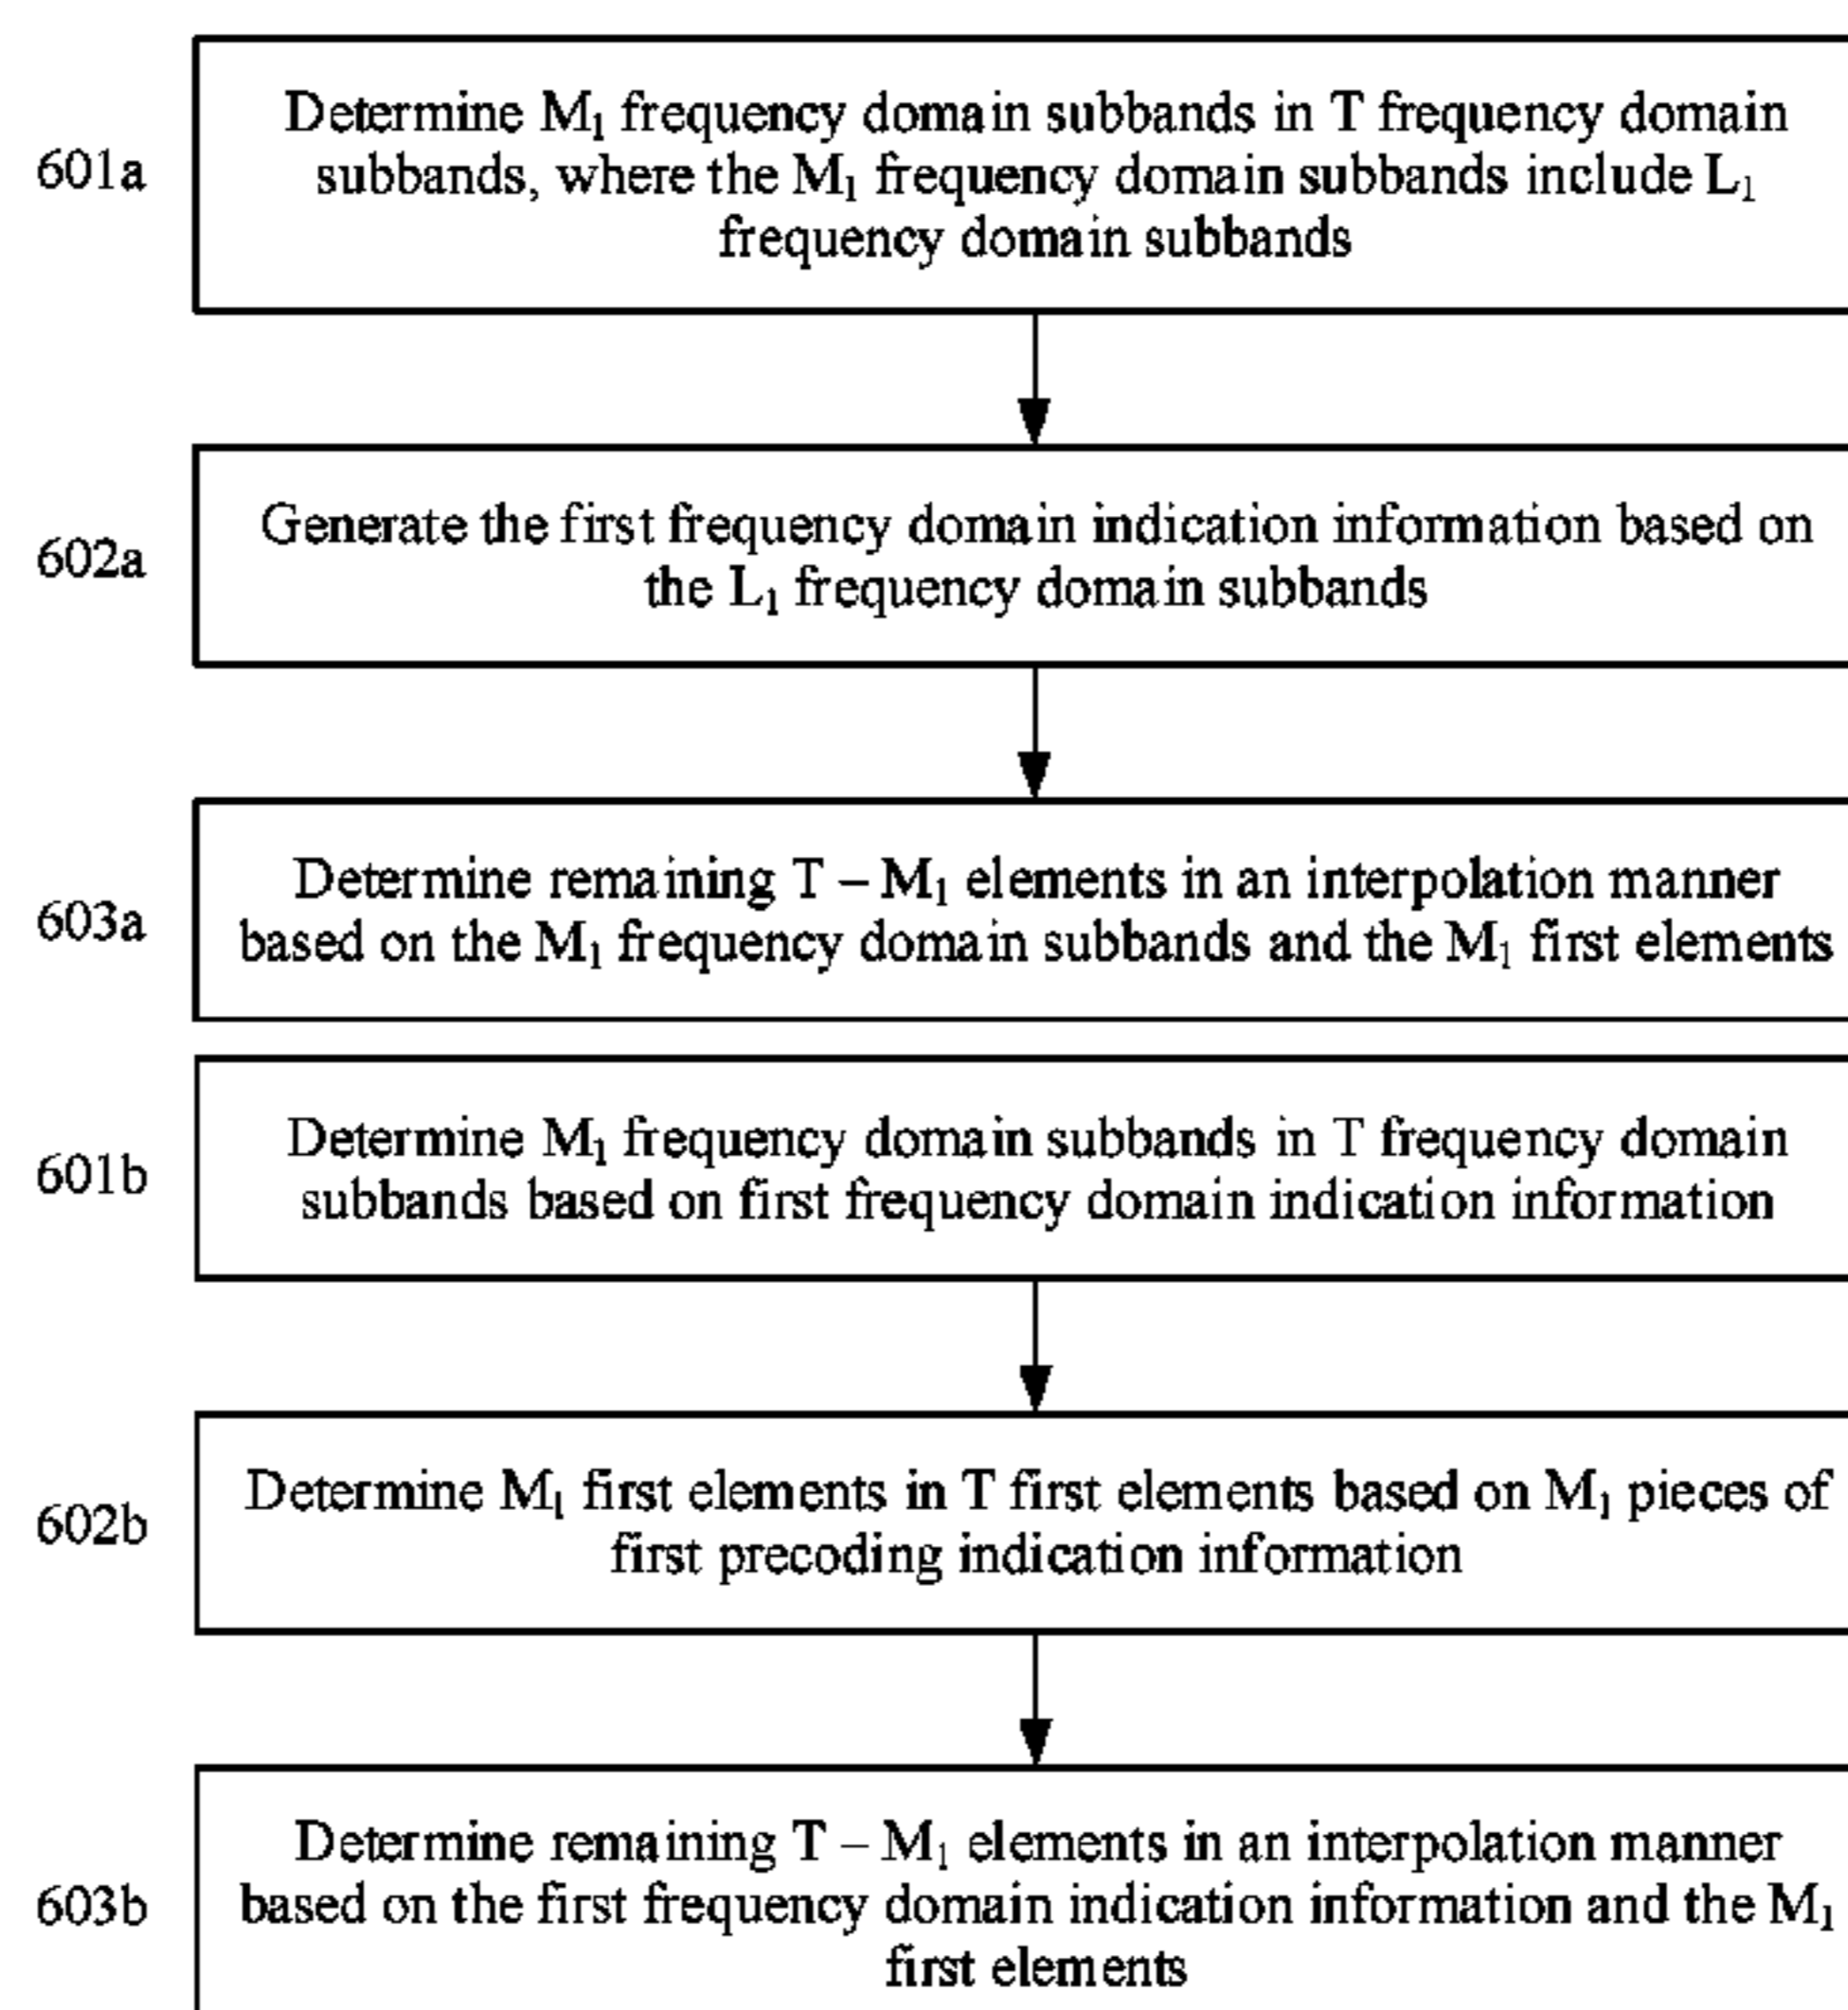 601a
Determine M₁ frequency domain subbands in T frequency domain
subbands, where the M₁ frequency domain subbands include L₁
frequency domain subbands
602a
Generate the first frequency domain indication information based on
the L₁ frequency domain subbands
603a
Determine remaining T – M₁ elements in an interpolation manner
based on the M₁ frequency domain subbands and the M₁ first elements
601b
Determine M₁ frequency domain subbands in T frequency domain
subbands based on first frequency domain indication information
602b
Determine M₁ first elements in T first elements based on M₁ pieces of
first precoding indication information
603b
Determine remaining T – M₁ elements in an interpolation manner
based on the first frequency domain indication information and the M₁
first elements